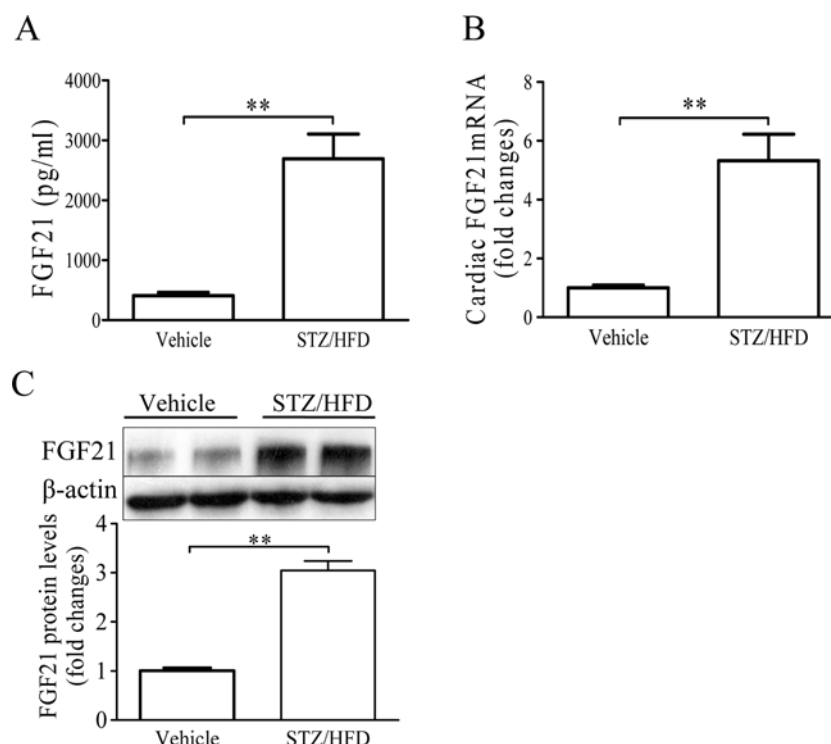 A
FGF21 (pg/ml)
4000
3000
2000
1000
0
**
Vehicle
STZ/HFD
B
Cardiac FGF21mRNA
(fold changes)
8
6
4
2
0
**
Vehicle
STZ/HFD
C
Vehicle
STZ/HFD
FGF21
β-actin
FGF21 protein levels
(fold changes)
4
3
2
1
0
**
Vehicle
STZ/HFD